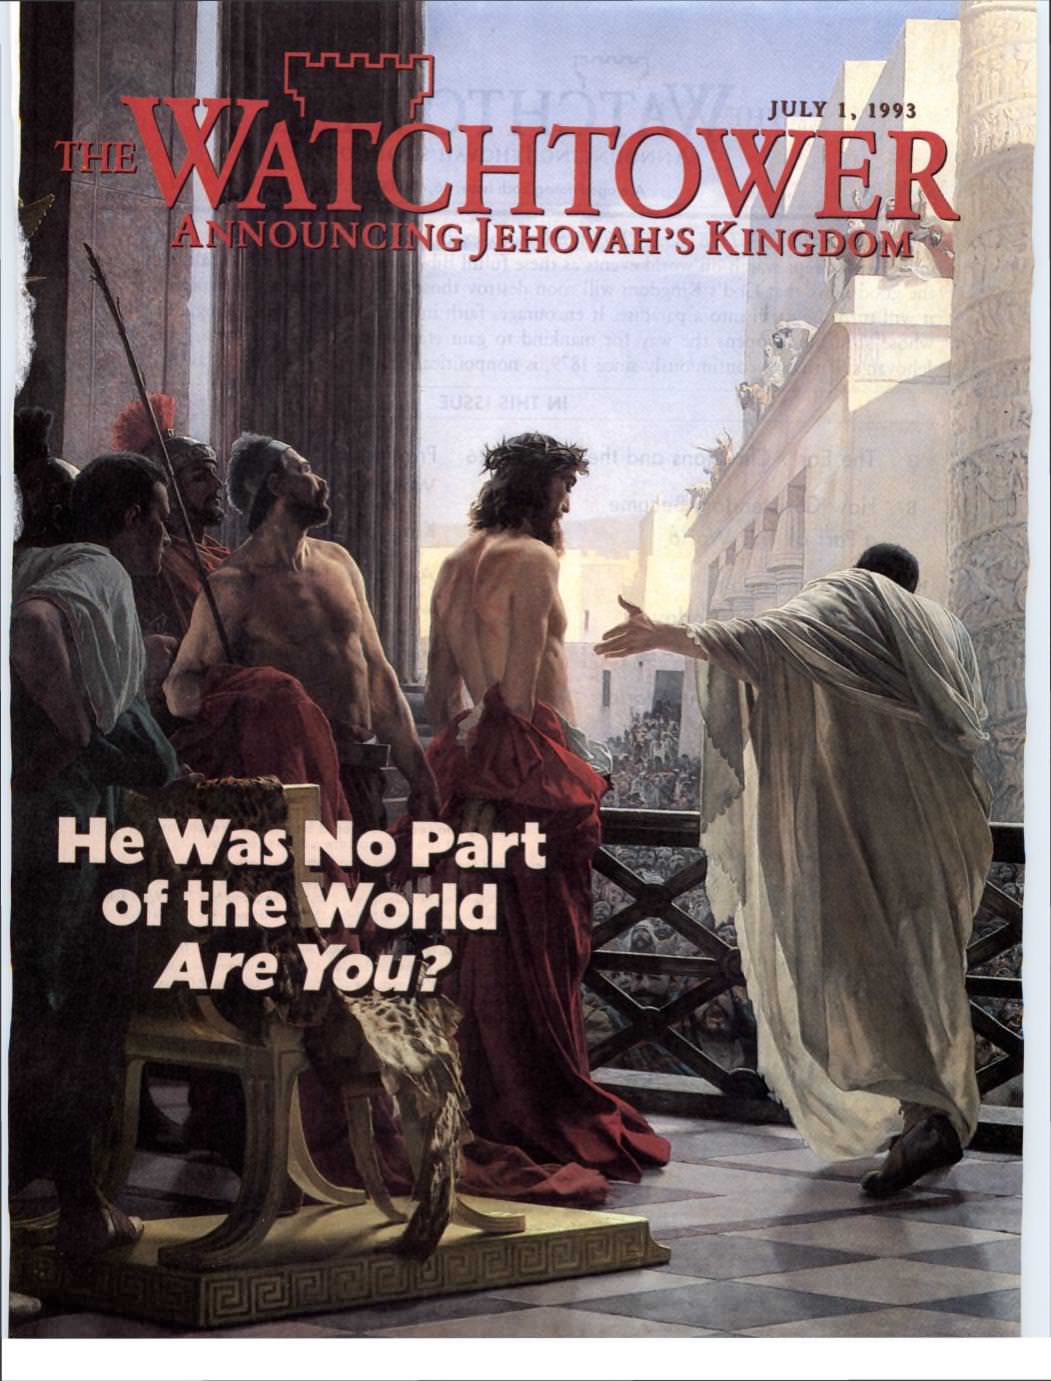 JULY 1, 1993
THE WATCHTOWER
ANNOUNCING JEHOVAH'S KINGDOM
He Was No Part
of the World
Are You?